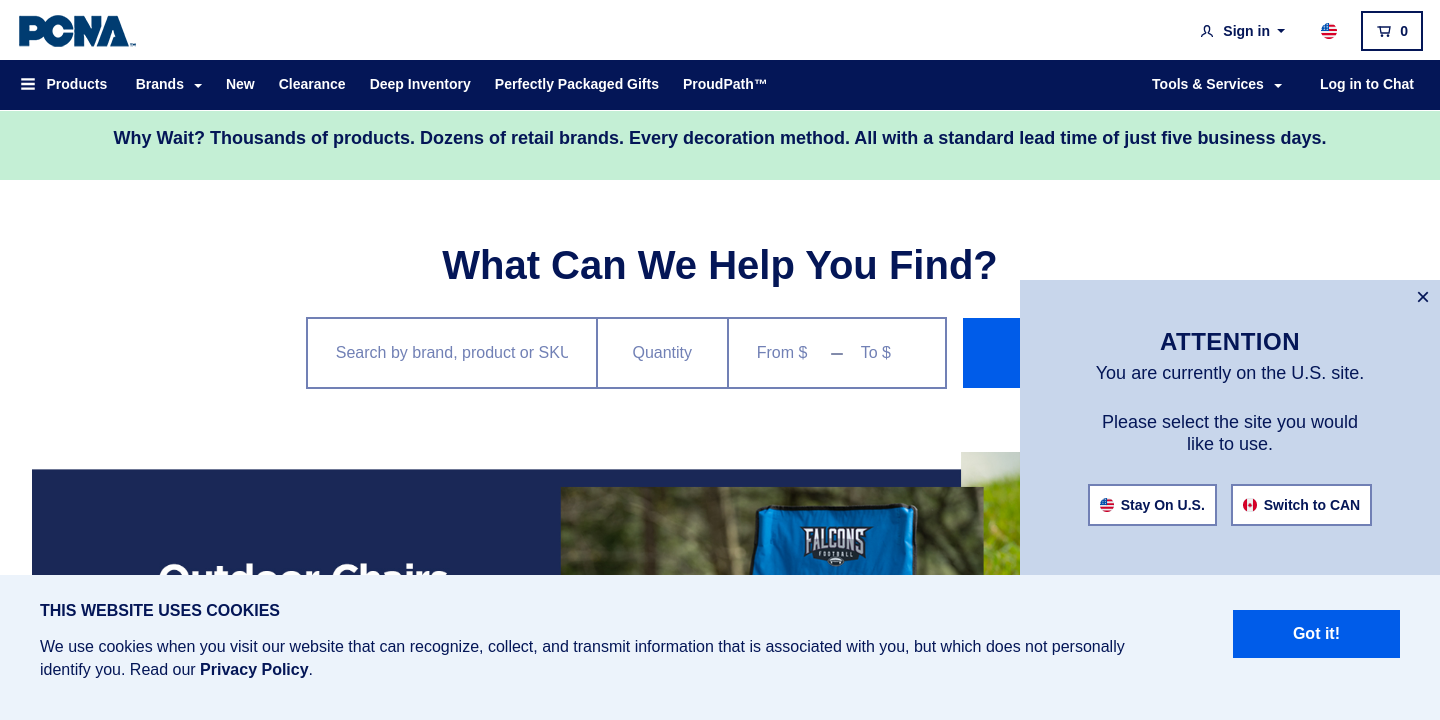 PCNA™
Sign in
0
Products
Brands
New
Clearance
Deep Inventory
Perfectly Packaged Gifts
ProudPath™
Tools & Services
Log in to Chat
Why Wait? Thousands of products. Dozens of retail brands. Every decoration method. All with a standard lead time of just five business days.
What Can We Help You Find?
Search by brand, product or SKU
Quantity
From $ – To $
×
ATTENTION
You are currently on the U.S. site.
Please select the site you would
like to use.
Stay On U.S.
Switch to CAN
FALCONS
FOOTBALL
Outdoor Chairs
THIS WEBSITE USES COOKIES
We use cookies when you visit our website that can recognize, collect, and transmit information that is associated with you, but which does not personally
identify you. Read our Privacy Policy.
Got it!